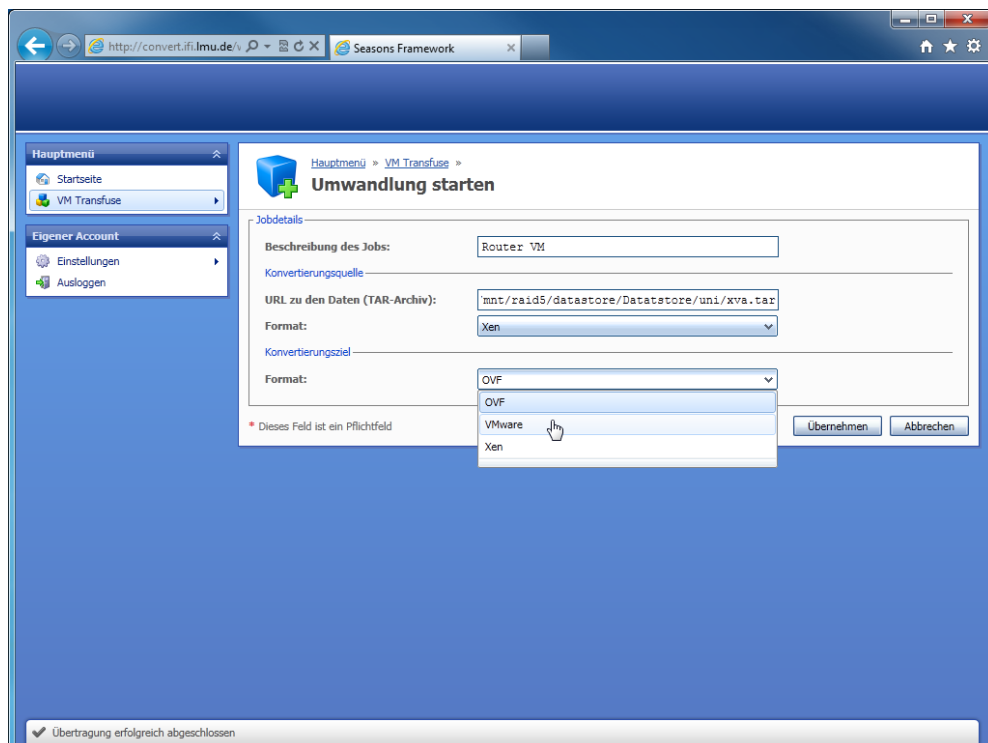 http://convert.ifi.lmu.de/v
Seasons Framework
Hauptmenü
Startseite
VM Transfuse
Eigener Account
Einstellungen
Ausloggen
Hauptmenü » VM Transfuse »
Umwandlung starten
Jobdetails
Beschreibung des Jobs: Router VM
Konvertierungsquelle
URL zu den Daten (TAR-Archiv): mnt/raid5/datastore/Datatstore/uni/xva.tar
Format: Xen
Konvertierungsziel
Format: OVF
OVF
VMware
Xen
* Dieses Feld ist ein Pflichtfeld
Übernehmen Abbrechen
Übertragung erfolgreich abgeschlossen